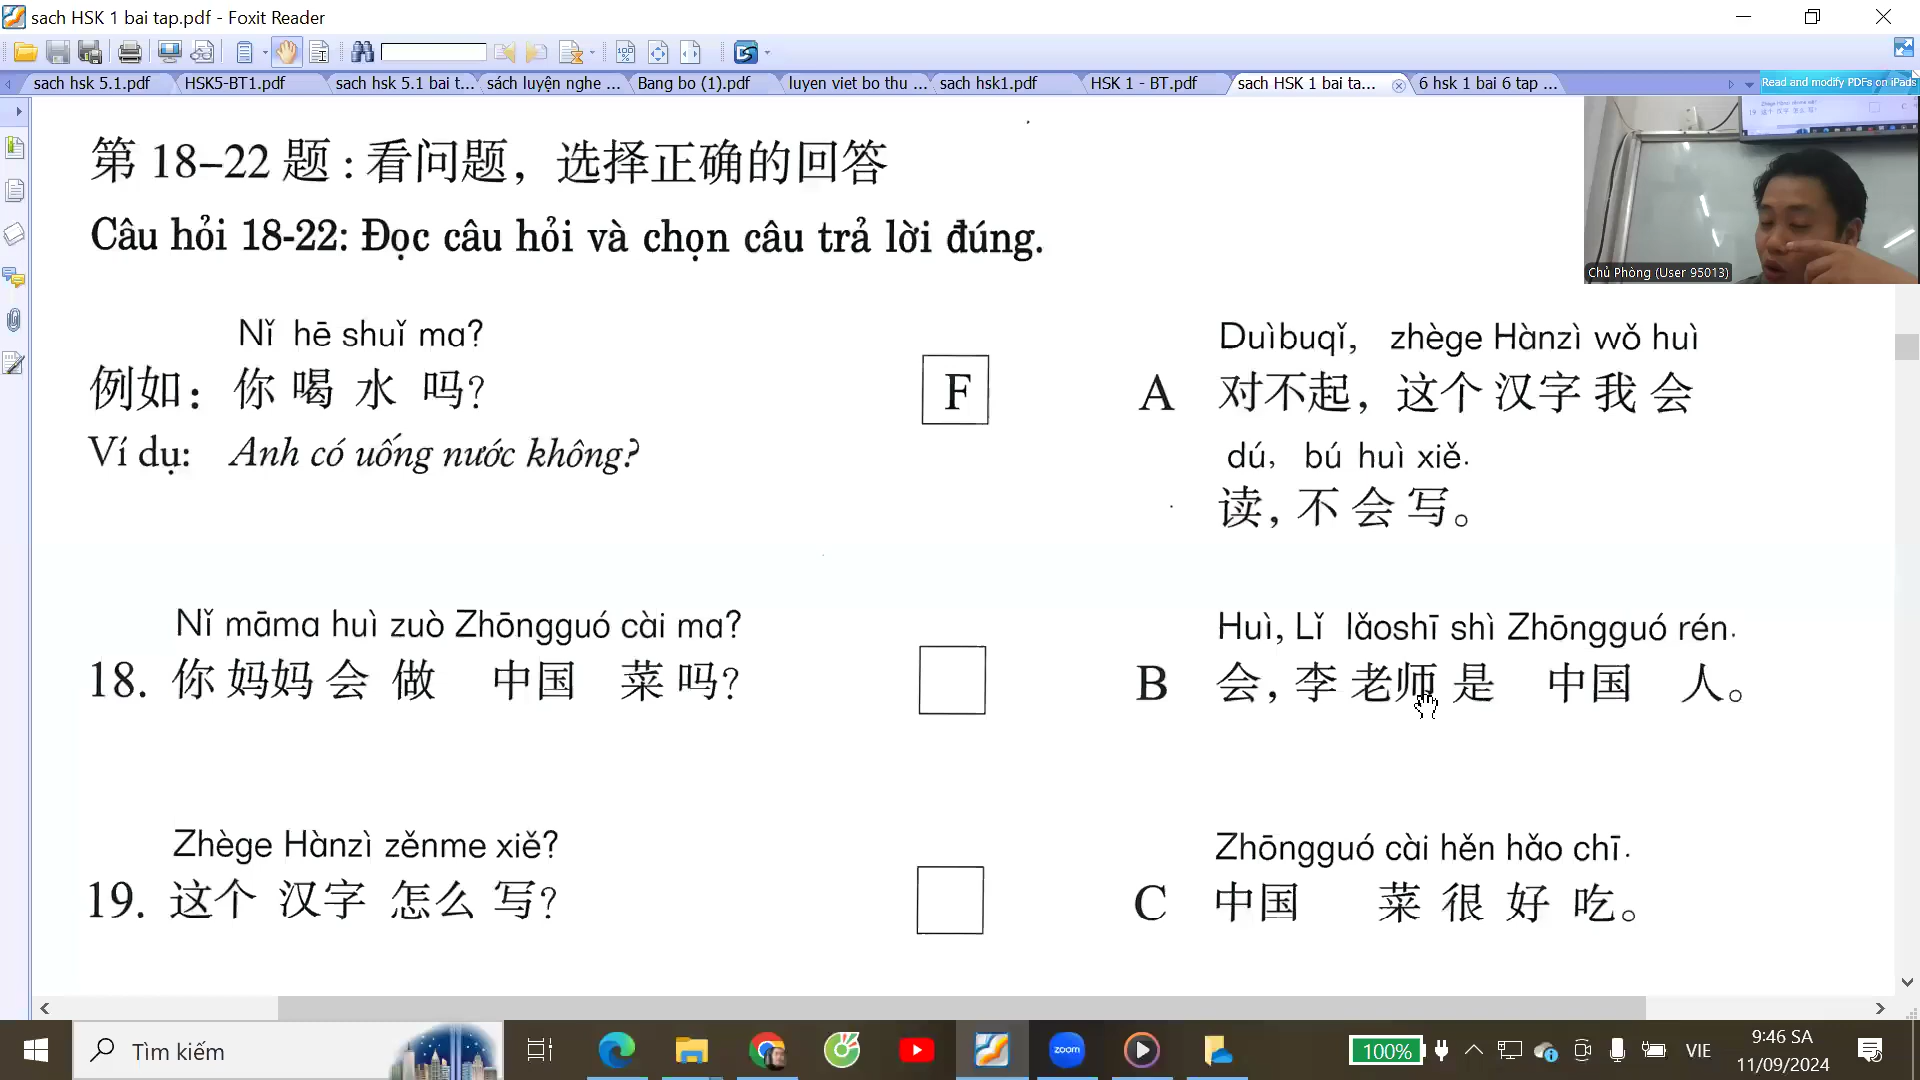 sach HSK 1 bai tap.pdf - Foxit Reader
sach hsk 5.1.pdf
HSK5-BT1.pdf
sach hsk 5.1 bai t...
sách luyện nghe ...
Bang bo (1).pdf
luyen viet bo thu ...
sach hsk1.pdf
HSK 1 - BT.pdf
sach HSK 1 bai ta...
6 hsk 1 bai 6 tap ...
Read and modify PDFs on iPads
第 18–22 题:看问题,选择正确的回答
Câu hỏi 18-22: Đọc câu hỏi và chọn câu trả lời đúng.
Chủ Phòng (User 95013)
Nǐ hē shuǐ ma?
例如:你 喝 水 吗?
F
Ví dụ: Anh có uống nước không?
Duìbuqǐ, zhège Hànzì wǒ huì
A 对不起,这个 汉字 我 会
dú, bú huì xiě.
读,不 会 写。
Nǐ māma huì zuò Zhōngguó cài ma?
18. 你 妈妈 会 做 中国 菜 吗?
Huì, Lǐ lǎoshī shì Zhōngguó rén.
B 会,李 老师 是 中国 人。
Zhège Hànzì zěnme xiě?
19. 这个 汉字 怎么 写?
Zhōngguó cài hěn hǎo chī.
C 中国 菜 很 好 吃。
Tìm kiếm
zoom
100%
VIE
9:46 SA
11/09/2024